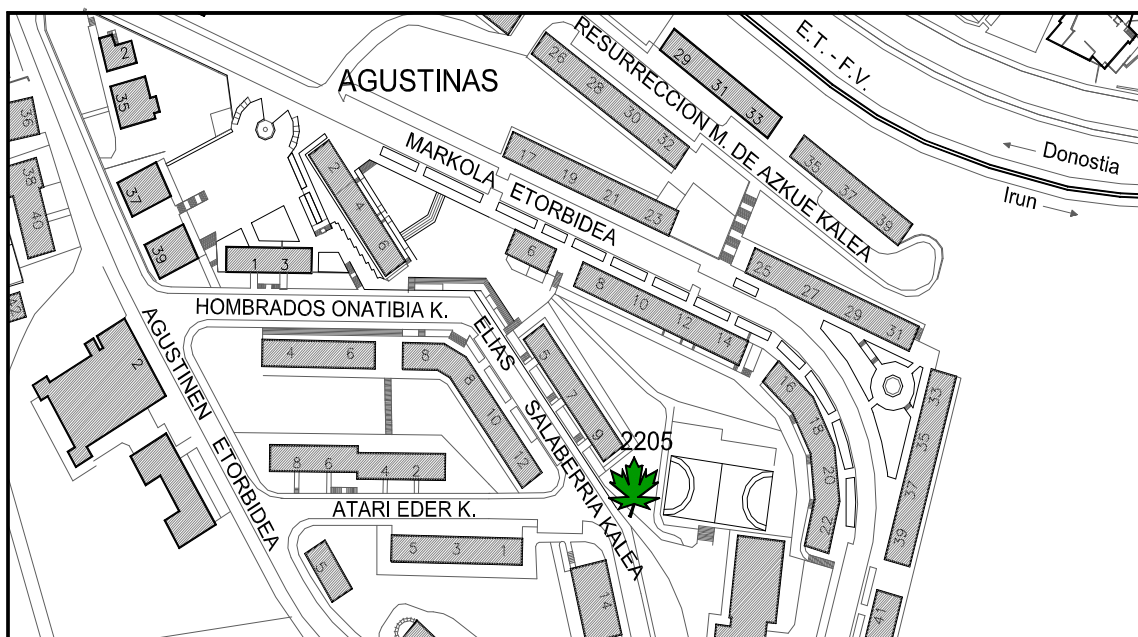 AGUSTINAS
RESURRECCION M. DE AZKUE KALEA
E.T. - F.V.
Donostia
Irun
MARKOLA ETORBIDEA
HOMBRADOS ONATIBIA K.
ELIAS SALABERRIA KALEA
AGUSTINEN ETORBIDEA
ATARI EDER K.
2205
2
35
36
38
40
37
39
42
2
1 3
2 4 6
26 28 30 32
29 31 33
35 37 39
17 19 21 23
6
8 10 12 14
25 27 29 31
16 18 20 22
33 35 37 39
41
4 6
8
8 10 12
5 7 9
8 6 4 2
5 3 1
5
14